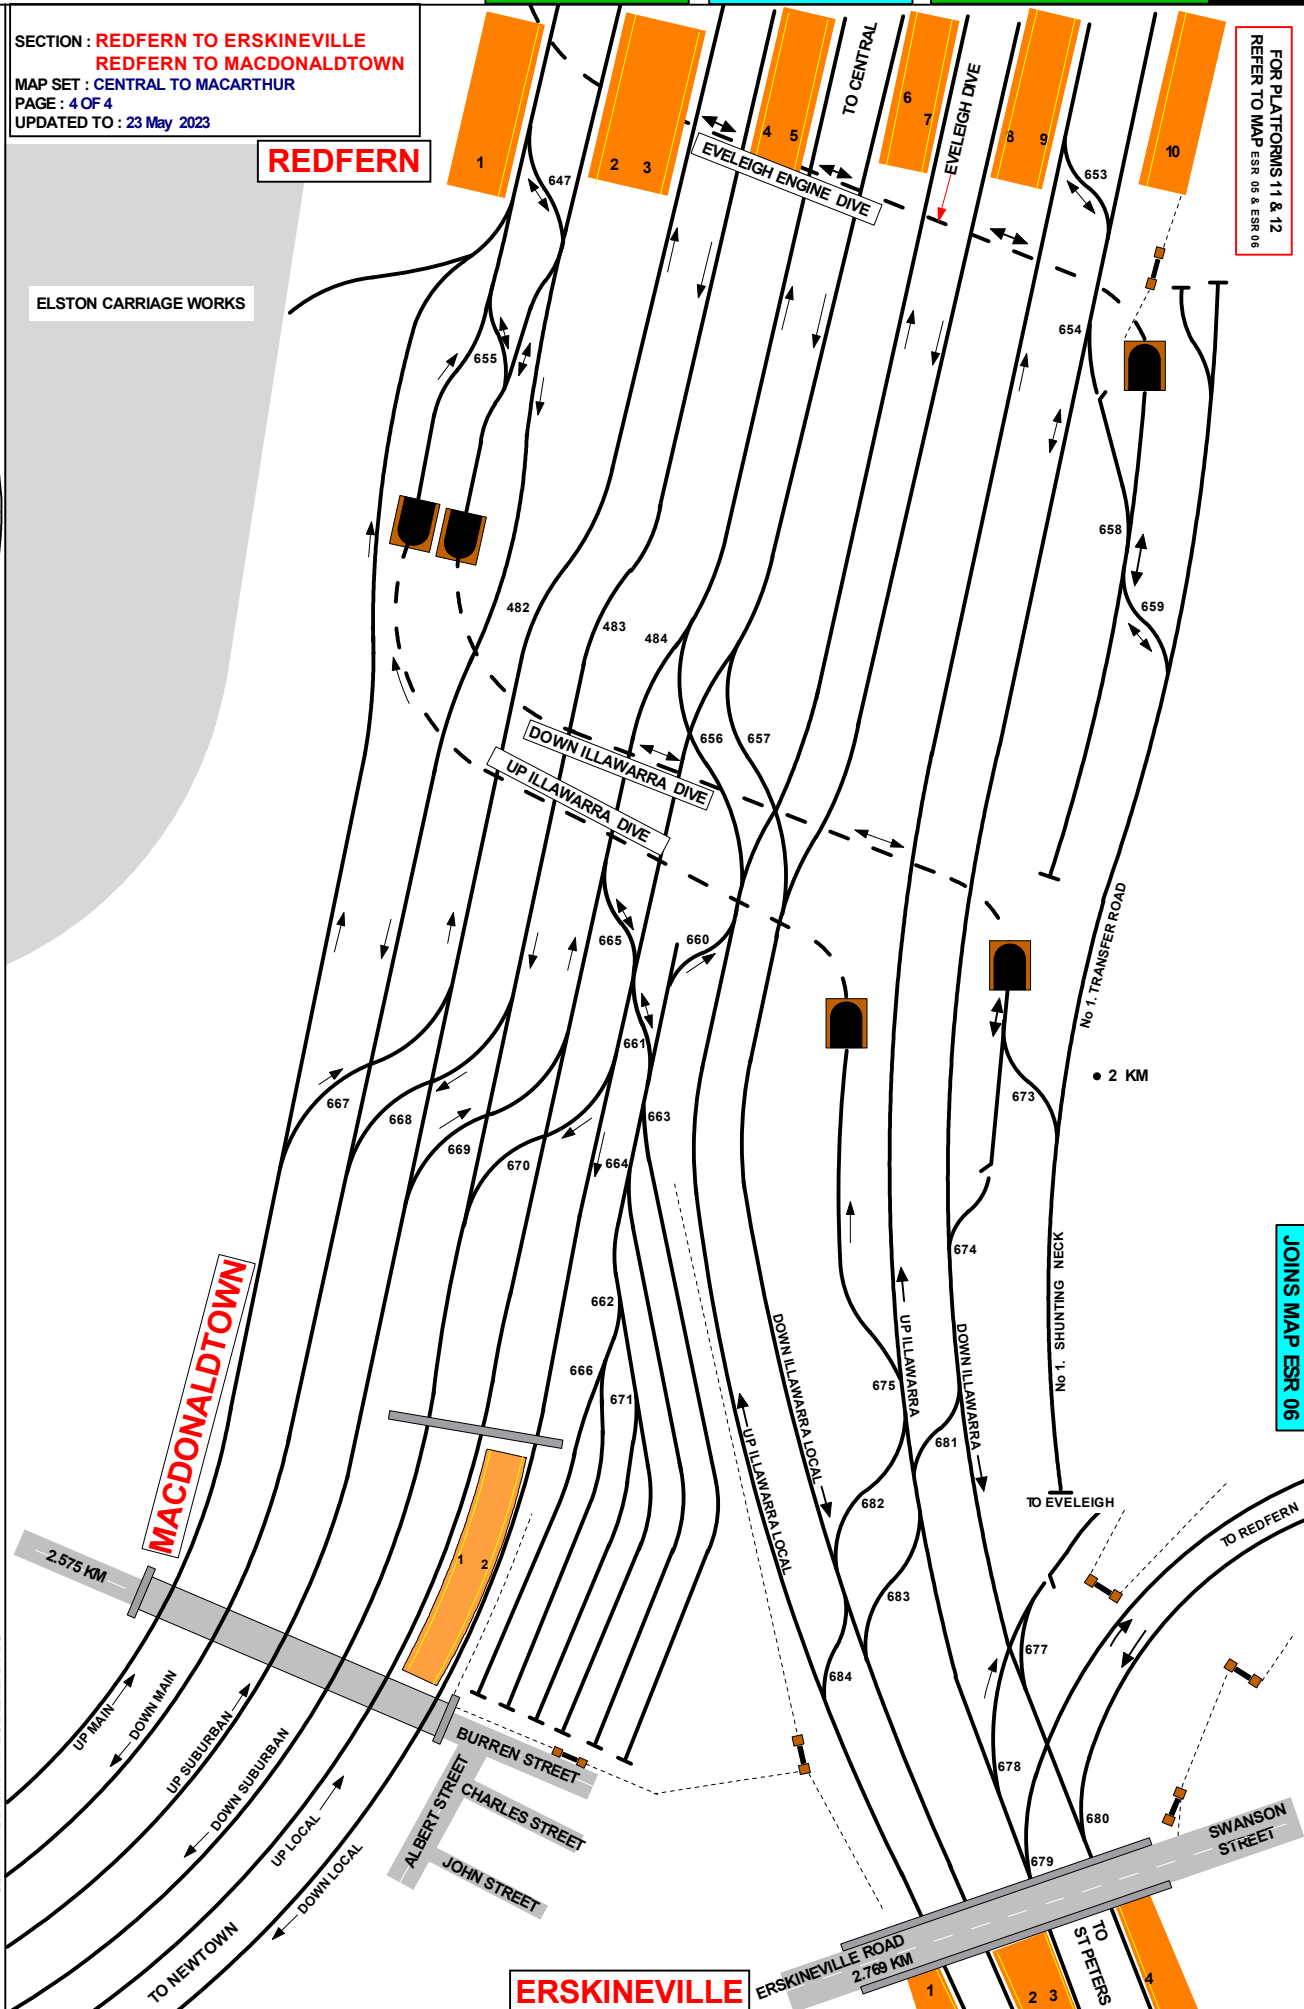 SECTION : REDFERN TO ERSKINEVILLE
REDFERN TO MACDONALDTOWN
MAP SET : CENTRAL TO MACARTHUR
PAGE : 4 OF 4
UPDATED TO : 23 May 2023
REDFERN
1
2 3
4 5
TO CENTRAL
6
7
EVELEIGH DIVE
8 9
10
FOR PLATFORMS 11 & 12
REFER TO MAP ESR 05 & ESR 06
EVELEIGH ENGINE DIVE
647
653
ELSTON CARRIAGE WORKS
654
655
658
482
483
484
659
656
657
DOWN ILLAWARRA DIVE
UP ILLAWARRA DIVE
No 1. TRANSFER ROAD
665
660
661
2 KM
667
668
663
673
669
670
664
674
No 1. SHUNTING NECK
JOINS MAP ESR 06
MACDONALDTOWN
662
666
671
675
DOWN ILLAWARRA LOCAL
UP ILLAWARRA
DOWN ILLAWARRA
UP ILLAWARRA LOCAL
681
682
TO EVELEIGH
TO REDFERN
1 2
2.575 KM
683
677
684
UP MAIN
DOWN MAIN
UP SUBURBAN
DOWN SUBURBAN
UP LOCAL
DOWN LOCAL
TO NEWTOWN
BURREN STREET
ALBERT STREET
CHARLES STREET
JOHN STREET
678
680
679
SWANSON
STREET
ERSKINEVILLE ROAD
2.769 KM
TO
ST PETERS
ERSKINEVILLE
1
2 3
4